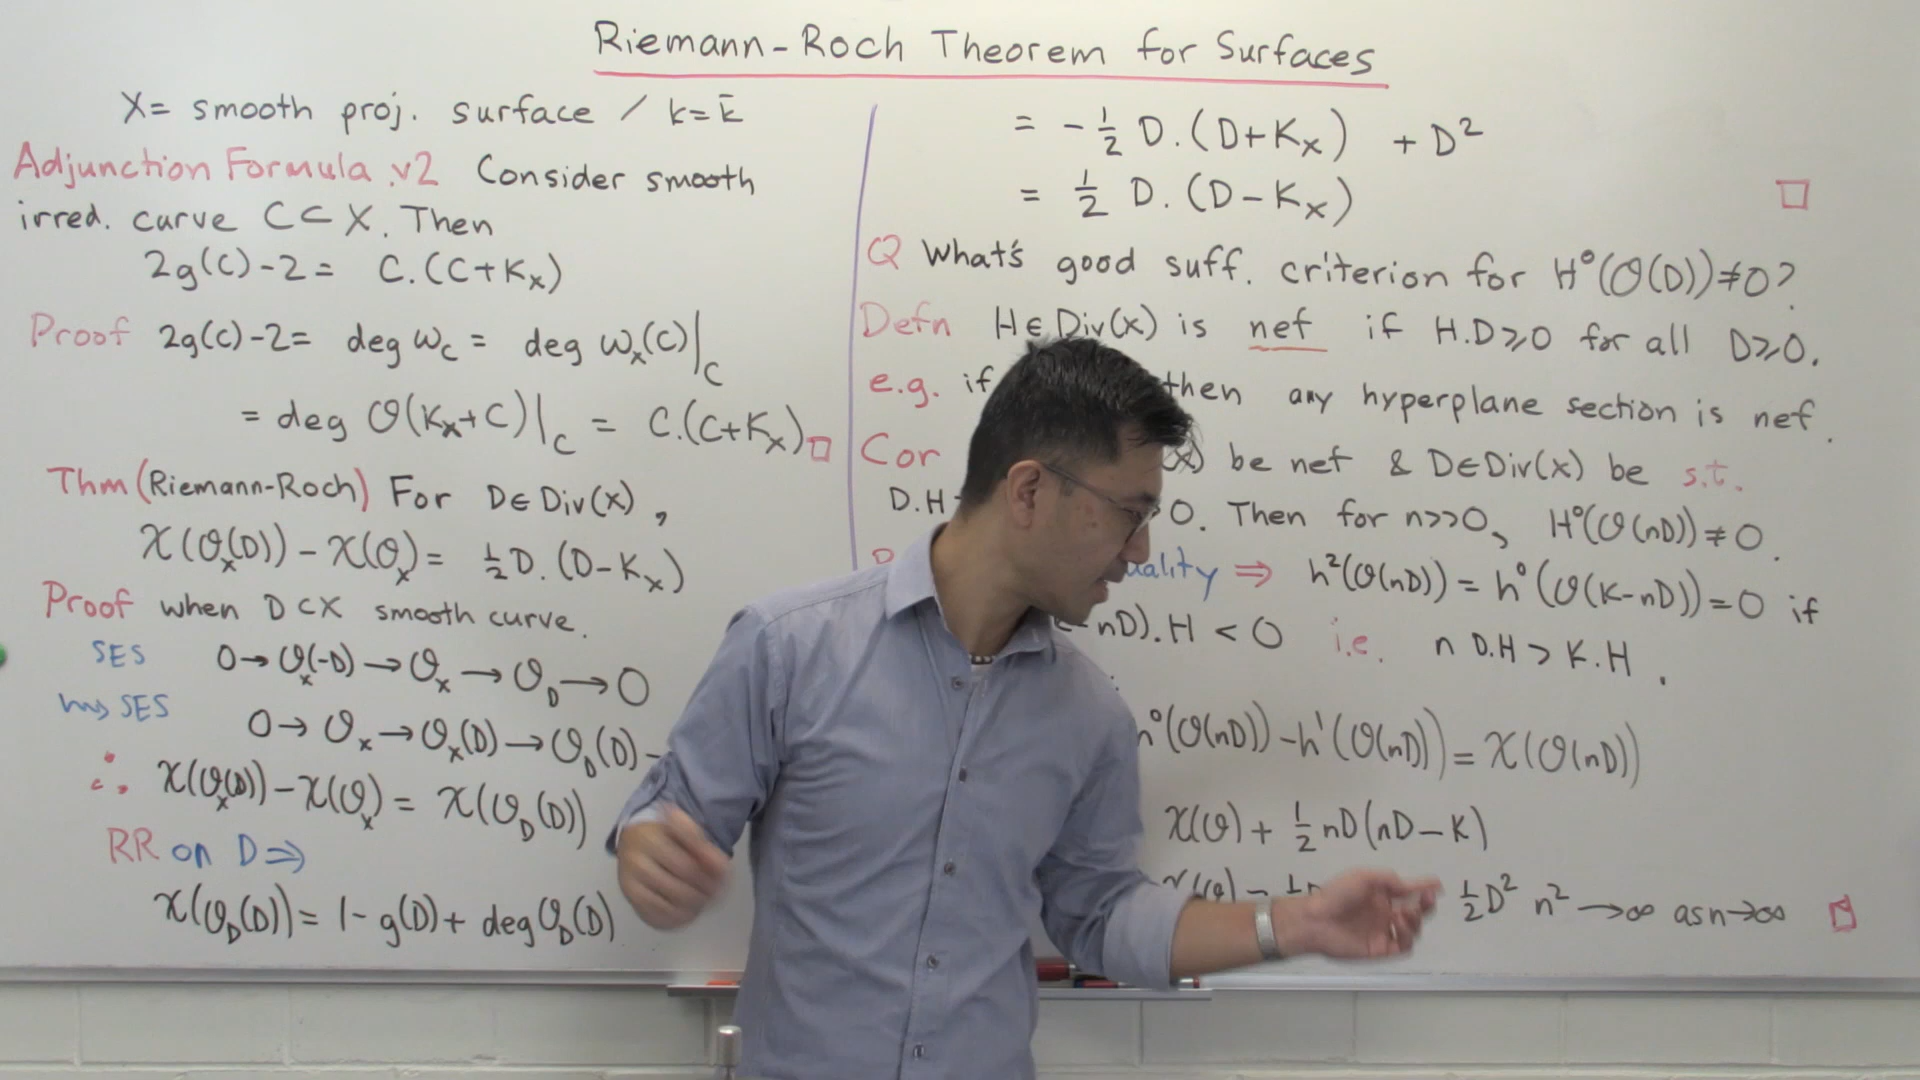 Riemann-Roch Theorem for Surfaces
X= smooth proj. surface / k=k̄
Adjunction Formula v2 Consider smooth
irred. curve C⊂X. Then
2g(C)-2= C.(C+K_X)
Proof 2g(C)-2= deg ω_C = deg ω_X(C)|_C
= deg O(K_X+C)|_C = C.(C+K_X) □
Thm (Riemann-Roch) For D∈Div(X),
χ(O_X(D)) - χ(O_X) = ½D.(D-K_X)
Proof when D⊂X smooth curve.
SES 0→O_X(-D)→O_X→O_D→0
⇝ SES 0→O_X→O_X(D)→O_D(D)-
∴ χ(O_X(D))-χ(O_X) = χ(O_D(D))
RR on D⇒
χ(O_D(D))= 1-g(D)+ deg O_D(D)
= -½ D.(D+K_X) + D²
= ½ D.(D-K_X) □
Q What's good suff. criterion for H⁰(O(D))≠0?
Defn H∈Div(X) is nef if H.D⩾0 for all D⩾0.
e.g. if then any hyperplane section is nef.
Cor X) be nef & D∈Div(X) be s.t.
D.H 0. Then for n>>0, H⁰(O(nD))≠0.
uality ⇒ h²(O(nD)) = h⁰(O(K-nD))=0 if
-nD).H < 0 i.e. n D.H > K.H.
h⁰(O(nD))-h¹(O(nD)) = χ(O(nD))
χ(O)+ ½nD(nD-K)
½D² n² →∞ as n→∞ □